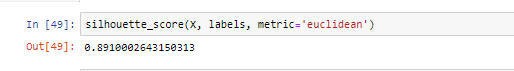 In [49]: silhouette_score(X, labels, metric='euclidean')
Out[49]: 0.8910002643150313